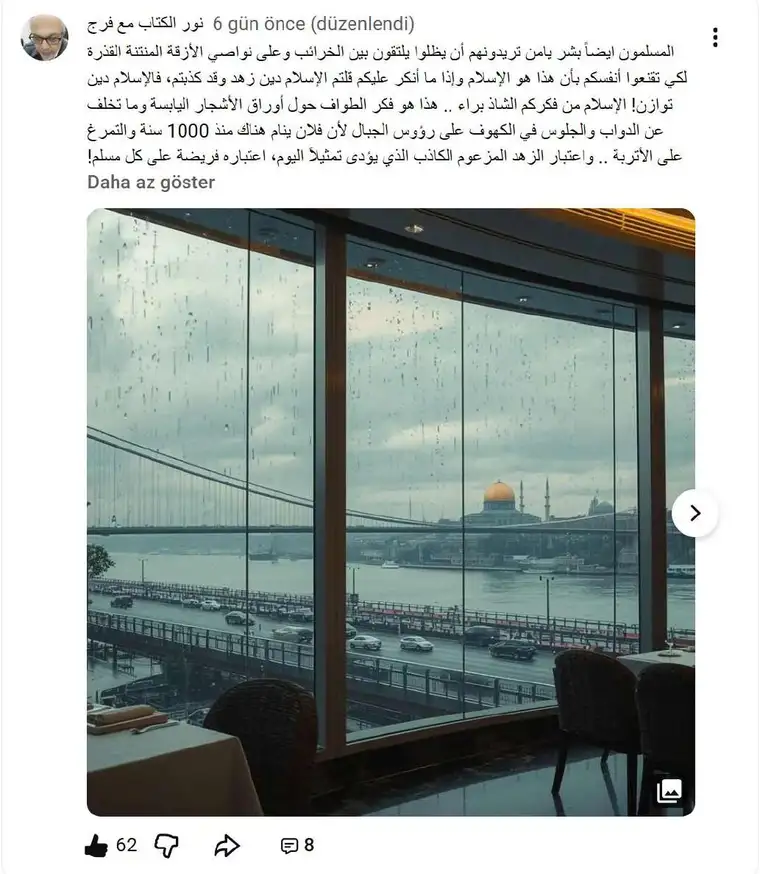 نور الكتاب مع فرج 6 gün önce (düzenlendi)
المسلمون ايضاً بشر يامن تريدونهم أن يظلوا يلتقون بين الخرائب وعلى نواصي الأزقة المنتنة القذرة
لكي تقنعوا أنفسكم بأن هذا هو الإسلام وإذا ما أنكر عليكم قلتم الإسلام دين زهد وقد كذبتم، فالإسلام دين
توازن! الإسلام من فكركم الشاذ براء .. هذا هو فكر الطواف حول أوراق الأشجار اليابسة وما تخلف
عن الدواب والجلوس في الكهوف على رؤوس الجبال لأن فلان ينام هناك منذ 1000 سنة والتمرغ
على الأتربة .. واعتبار الزهد المزعوم الكاذب الذي يؤدى تمثيلاً اليوم، اعتباره فريضة على كل مسلم!
Daha az göster
62 8